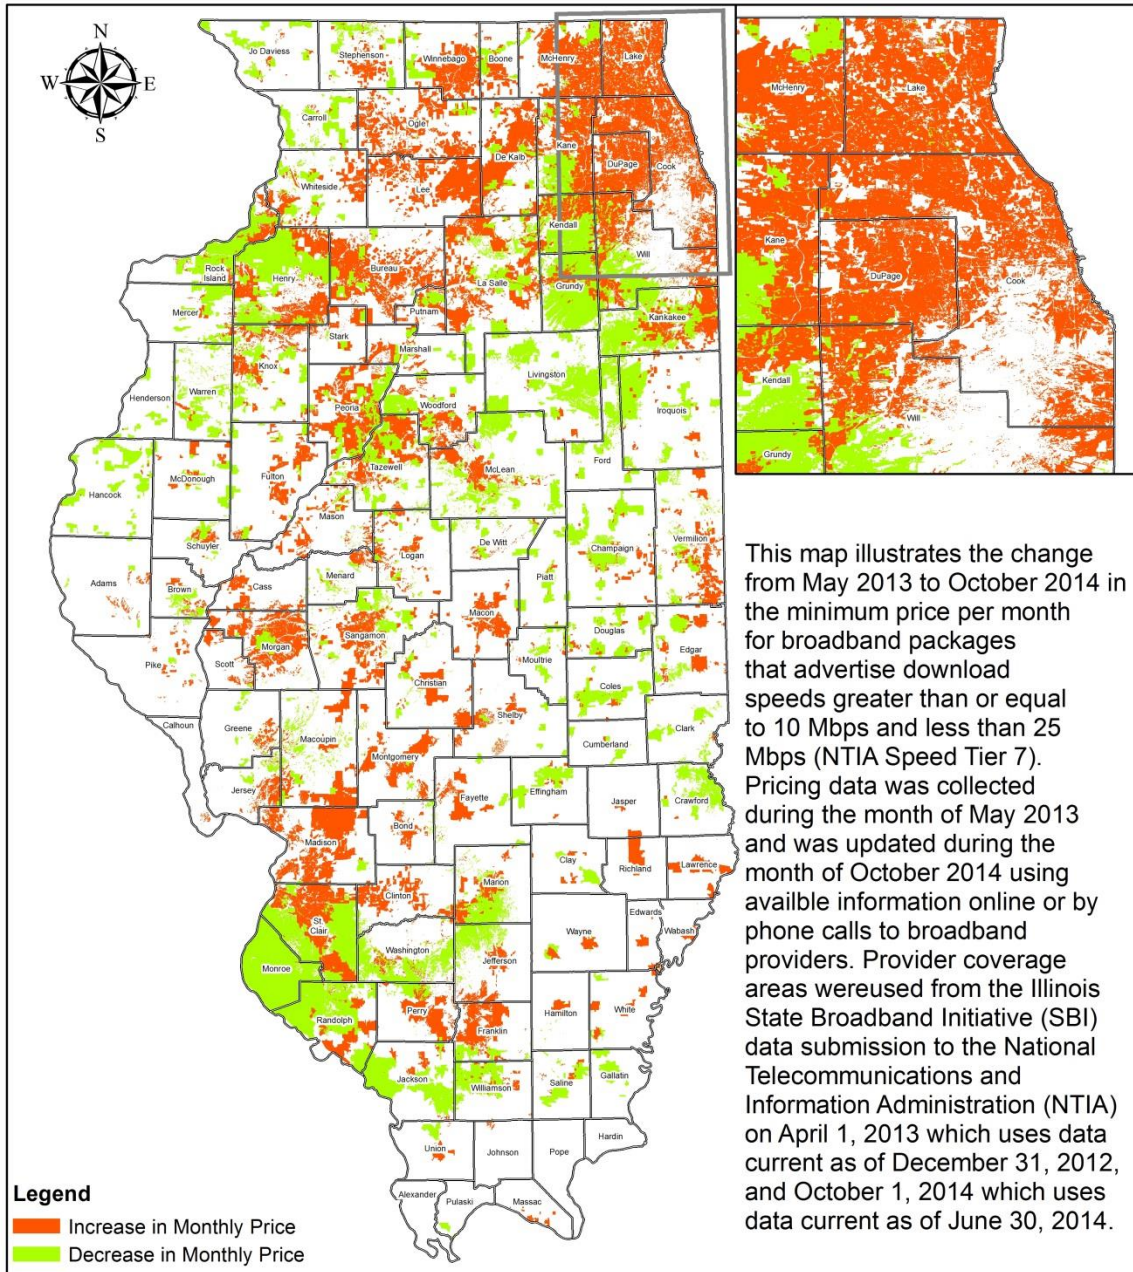 N
W
E
S
Jo Daviess
Stephenson
Winnebago
Boone
McHenry
Lake
Carroll
Ogle
De Kalb
Kane
DuPage
Cook
Whiteside
Lee
Kendall
Will
Rock
Island
Henry
Bureau
La Salle
Grundy
Mercer
Putnam
Kankakee
Stark
Marshall
Knox
Henderson
Warren
Peoria
Woodford
Livingston
Iroquois
Tazewell
McLean
Ford
Hancock
McDonough
Fulton
Mason
Schuyler
Logan
De Witt
Champaign
Vermilion
Adams
Brown
Cass
Menard
Piatt
Macon
Pike
Scott
Morgan
Sangamon
Christian
Moultrie
Douglas
Edgar
Coles
Shelby
Calhoun
Greene
Macoupin
Montgomery
Cumberland
Clark
Jersey
Fayette
Effingham
Jasper
Crawford
Madison
Bond
Clay
Richland
Lawrence
Clinton
Marion
St.
Clair
Washington
Jefferson
Wayne
Edwards
Wabash
Monroe
Randolph
Perry
Franklin
Hamilton
White
Jackson
Williamson
Saline
Gallatin
Union
Johnson
Pope
Hardin
Alexander
Pulaski
Massac
McHenry
Lake
Kane
DuPage
Cook
Kendall
Will
Grundy
This map illustrates the change
from May 2013 to October 2014 in
the minimum price per month
for broadband packages
that advertise download
speeds greater than or equal
to 10 Mbps and less than 25
Mbps (NTIA Speed Tier 7).
Pricing data was collected
during the month of May 2013
and was updated during the
month of October 2014 using
availble information online or by
phone calls to broadband
providers. Provider coverage
areas wereused from the Illinois
State Broadband Initiative (SBI)
data submission to the National
Telecommunications and
Information Administration (NTIA)
on April 1, 2013 which uses data
current as of December 31, 2012,
and October 1, 2014 which uses
data current as of June 30, 2014.
Legend
Increase in Monthly Price
Decrease in Monthly Price